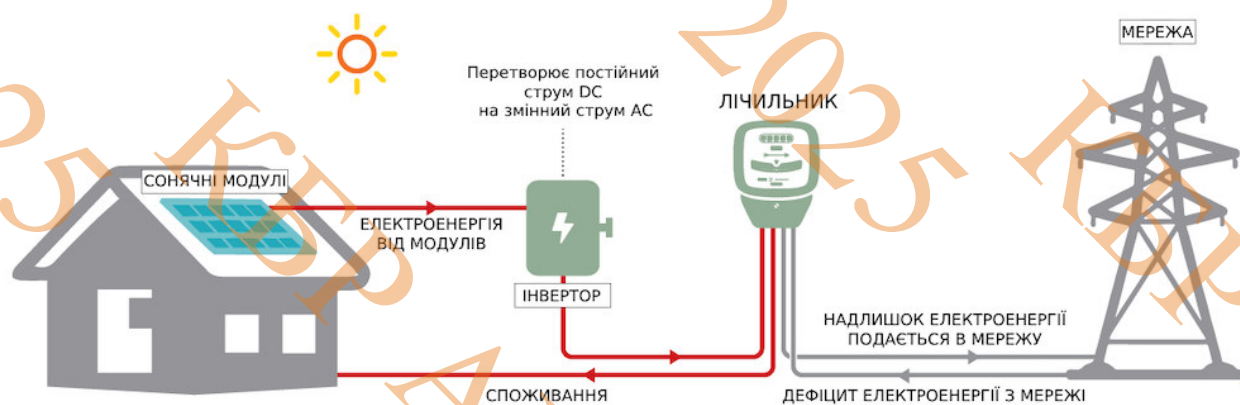 МЕРЕЖА
Перетворює постійний
струм DC
на змінний струм AC
ЛІЧИЛЬНИК
СОНЯЧНІ МОДУЛІ
ЕЛЕКТРОЕНЕРГІЯ
ВІД МОДУЛІВ
ІНВЕРТОР
НАДЛИШОК ЕЛЕКТРОЕНЕРГІЇ
ПОДАЄТЬСЯ В МЕРЕЖУ
СПОЖИВАННЯ
ДЕФІЦИТ ЕЛЕКТРОЕНЕРГІЇ З МЕРЕЖІ
2025